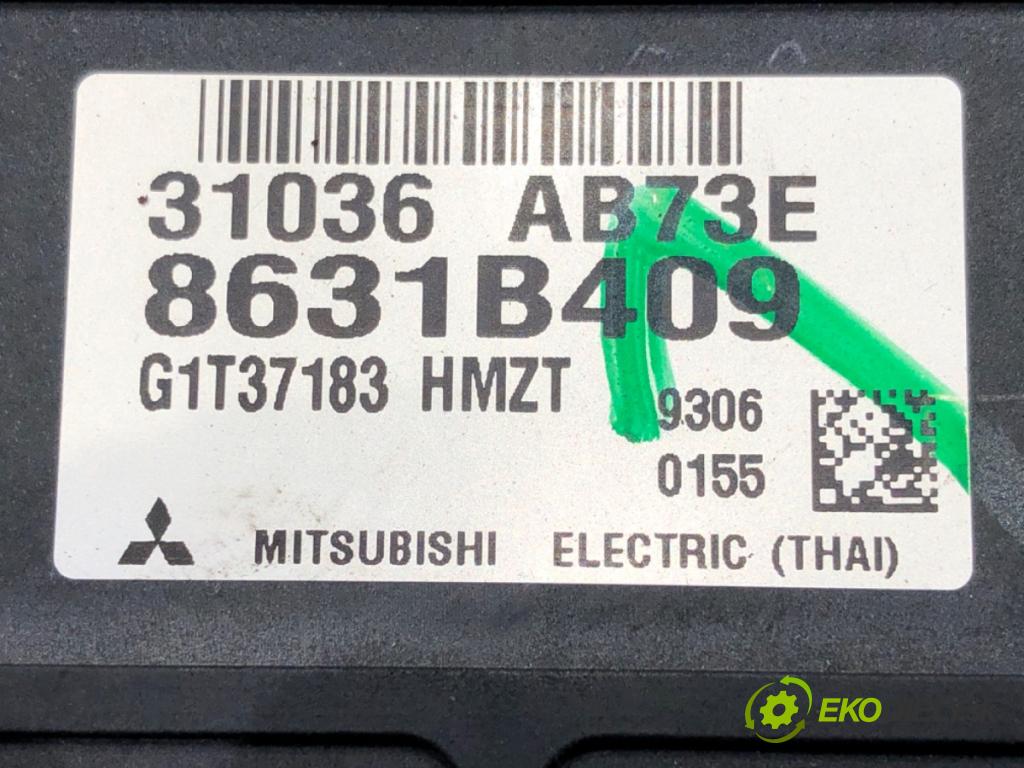 31036 AB73E
8631B409
G1T37183 HMZT
9306
0155
MITSUBISHI ELECTRIC (THAI)
EKO